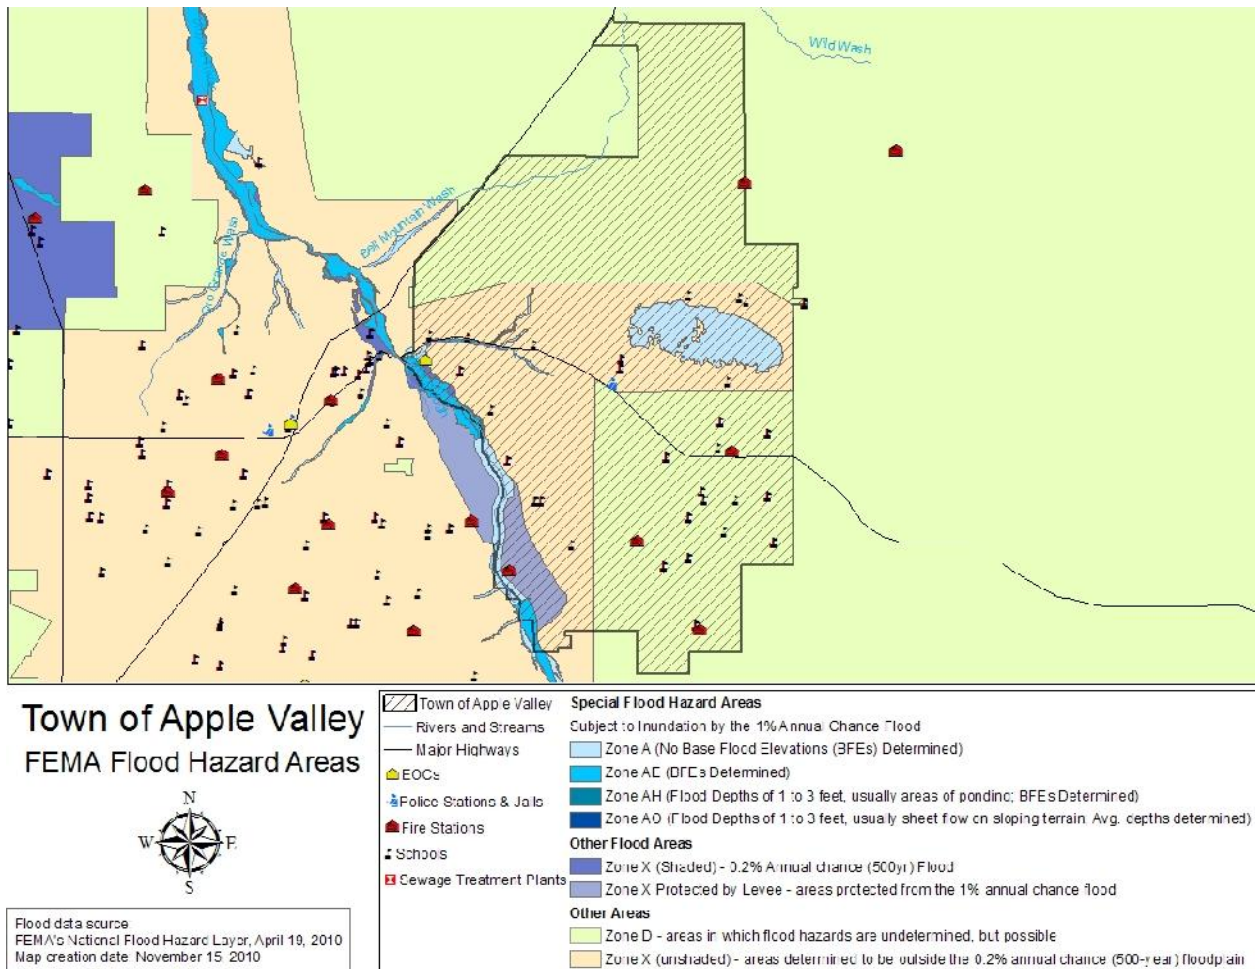 Wild Wash
Bell Mountain Wash
Oro Grande Wash
Town of Apple Valley
FEMA Flood Hazard Areas
N
W E
S
Flood data source
FEMA's National Flood Hazard Layer, April 19, 2010
Map creation date November 15 2010
Town of Apple Valley
Rivers and Streams
Major Highways
EOCs
Police Stations & Jails
Fire Stations
Schools
Sewage Treatment Plants
Special Flood Hazard Areas
Subject to Inundation by the 1% Annual Chance Flood
Zone A (No Base Flood Elevations (BFEs) Determined)
Zone AE (BFEs Determined)
Zone AH (Flood Depths of 1 to 3 feet, usually areas of ponding; BFEs Determined)
Zone AO (Flood Depths of 1 to 3 feet, usually sheet flow on sloping terrain. Avg. depths determined)
Other Flood Areas
Zone X (Shaded) - 0.2% Annual chance (500yr) Flood
Zone X Protected by Levee - areas protected from the 1% annual chance flood
Other Areas
Zone D - areas in which flood hazards are undetermined, but possible
Zone X (unshaded) - areas determined to be outside the 0.2% annual chance (500-year) floodplain